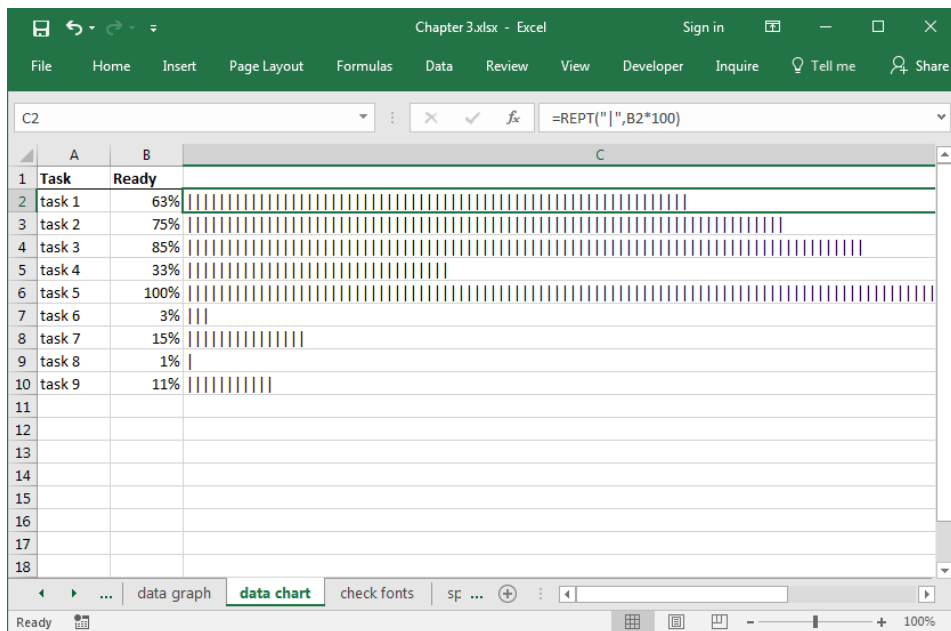 Chapter 3.xlsx - Excel Sign in
File Home Insert Page Layout Formulas Data Review View Developer Inquire Tell me Share
C2 fx =REPT("|",B2*100)
A B C
1 Task Ready
2 task 1 63% |||||||||||||||||||||||||||||||||||||||||||||||||||||||||||||||
3 task 2 75% |||||||||||||||||||||||||||||||||||||||||||||||||||||||||||||||||||||||||||
4 task 3 85% |||||||||||||||||||||||||||||||||||||||||||||||||||||||||||||||||||||||||||||||||||||
5 task 4 33% |||||||||||||||||||||||||||||||||
6 task 5 100% ||||||||||||||||||||||||||||||||||||||||||||||||||||||||||||||||||||||||||||||||||||||||||||||
7 task 6 3% |||
8 task 7 15% |||||||||||||||
9 task 8 1% |
10 task 9 11% |||||||||||
11
12
13
14
15
16
17
18
... data graph data chart check fonts sp ...
Ready 100%